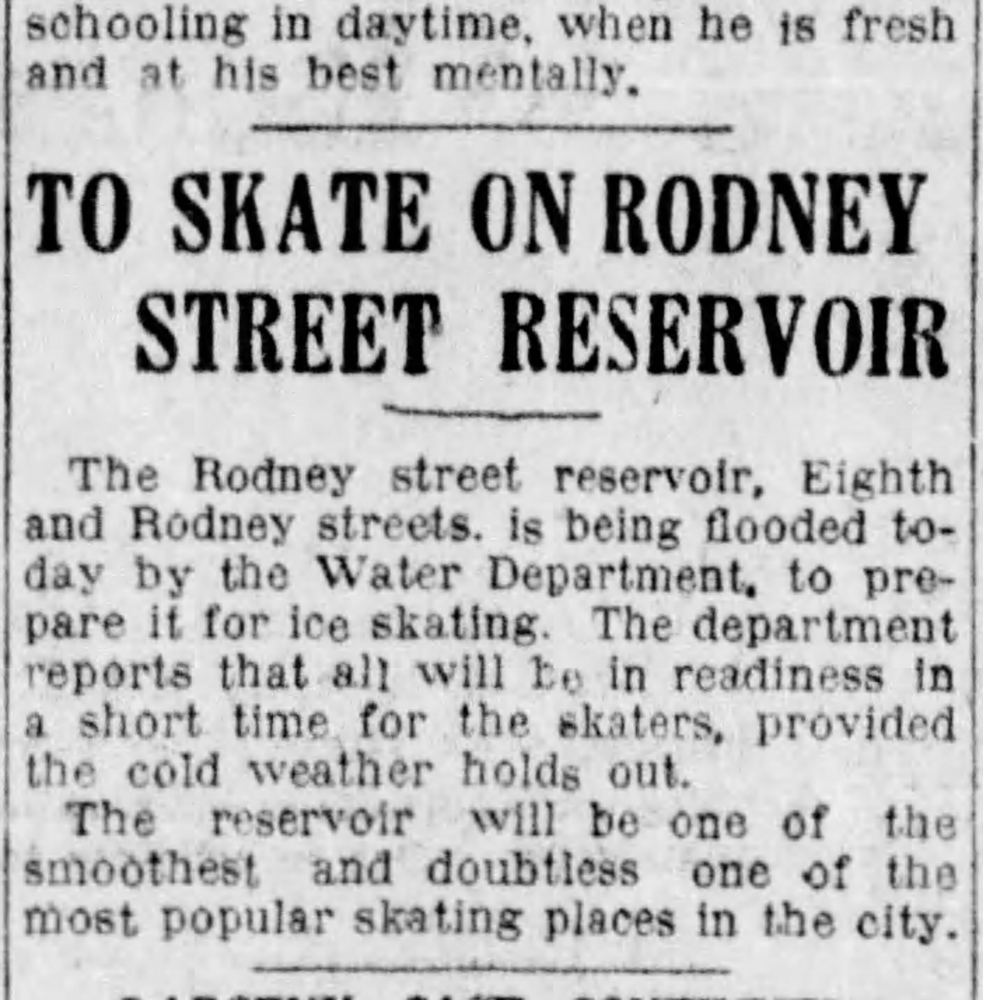 schooling in daytime, when he is fresh
and at his best mentally.
TO SKATE ON RODNEY
STREET RESERVOIR
The Rodney street reservoir, Eighth
and Rodney streets. is being flooded to-
day by the Water Department, to pre-
pare it for ice skating. The department
reports that all will be in readiness in
a short time for the skaters, provided
the cold weather holds out.
The reservoir will be one of the
smoothest and doubtless one of the
most popular skating places in the city.